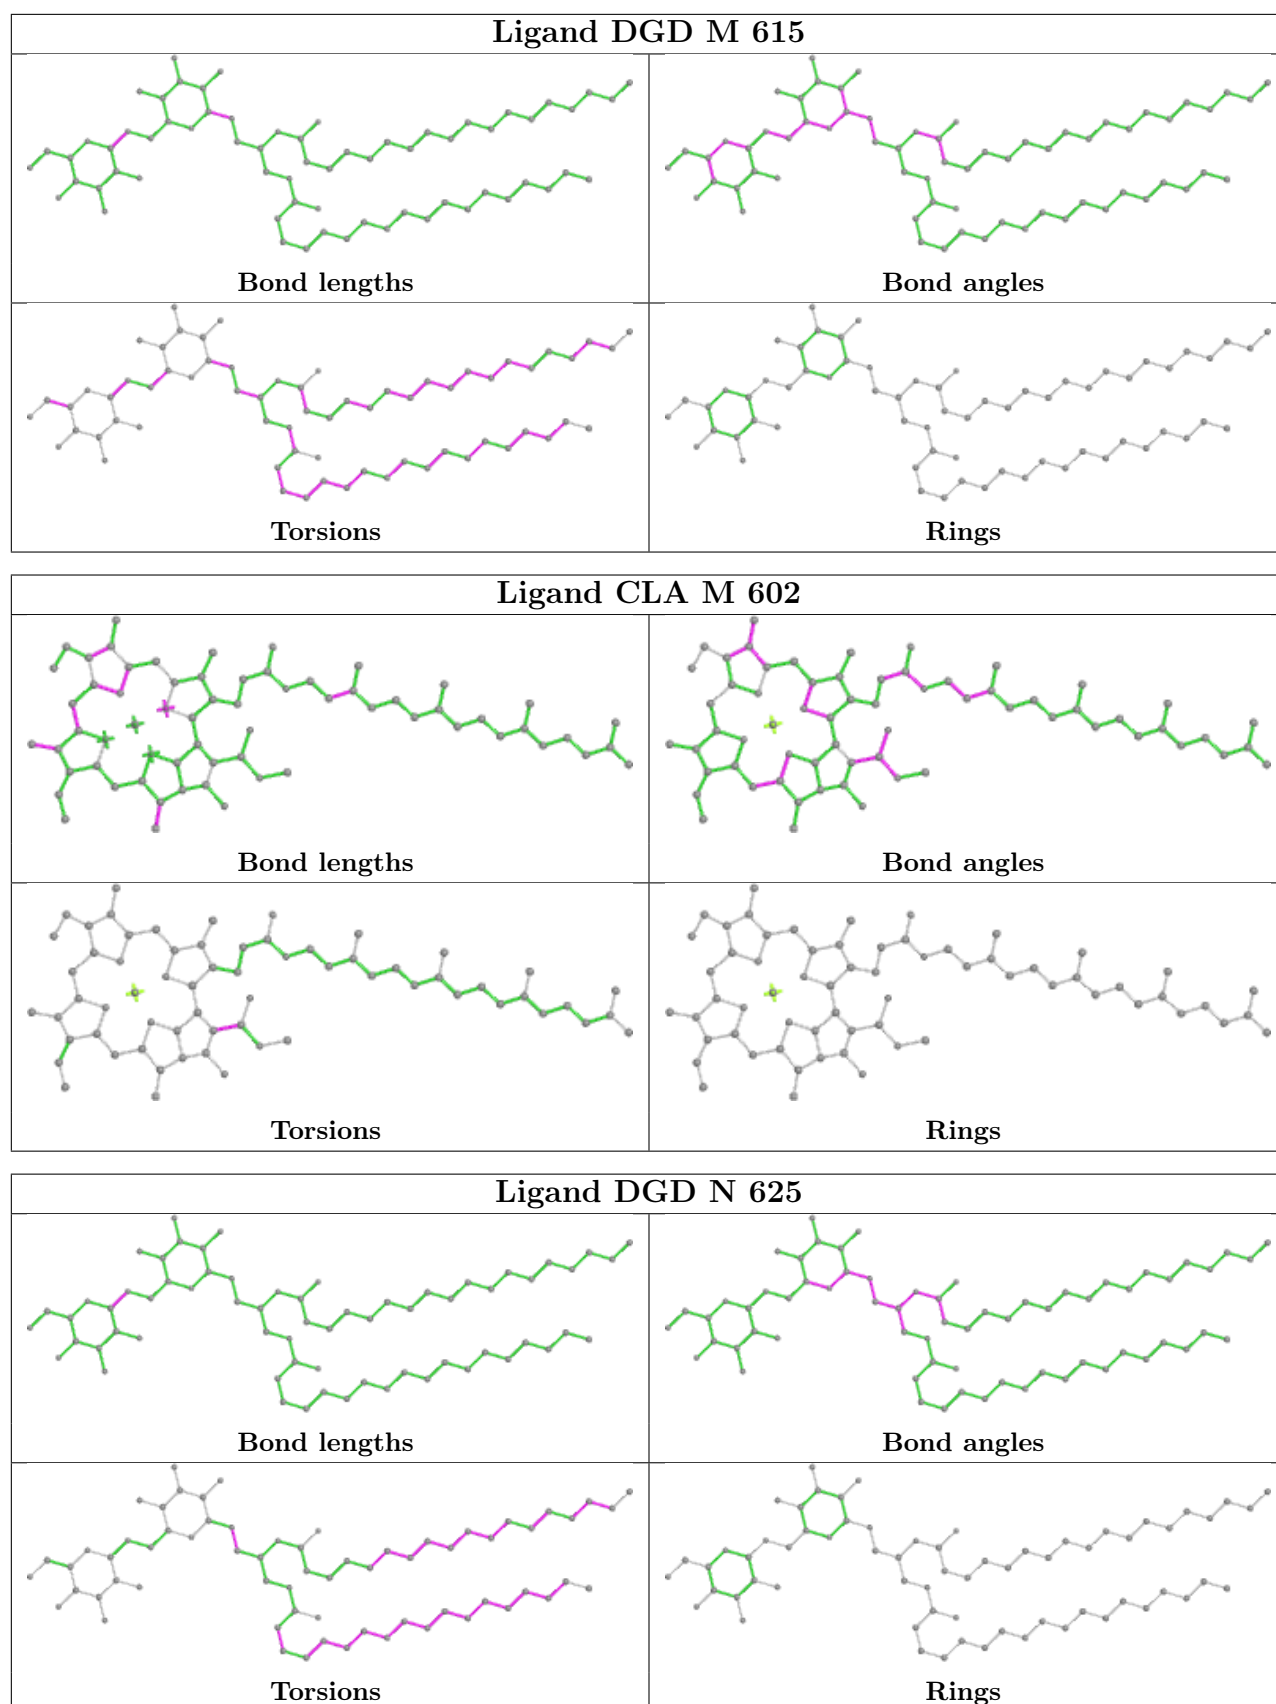 Ligand DGD M 615
Bond lengths
Bond angles
Torsions
Rings
Ligand CLA M 602
Bond lengths
Bond angles
Torsions
Rings
Ligand DGD N 625
Bond lengths
Bond angles
Torsions
Rings